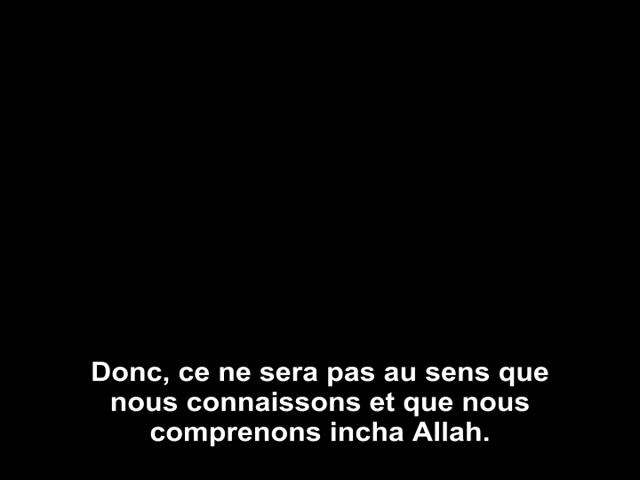 Donc, ce ne sera pas au sens que
nous connaissons et que nous
comprenons incha Allah.